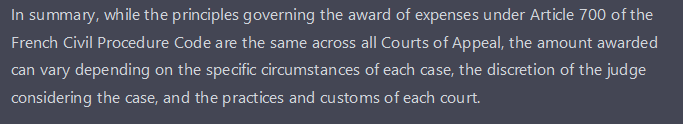 In summary, while the principles governing the award of expenses under Article 700 of the
French Civil Procedure Code are the same across all Courts of Appeal, the amount awarded
can vary depending on the specific circumstances of each case, the discretion of the judge
considering the case, and the practices and customs of each court.